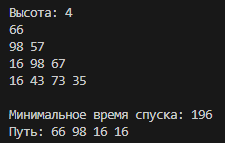 Высота: 4
66
98 57
16 98 67
16 43 73 35
Минимальное время спуска: 196
Путь: 66 98 16 16